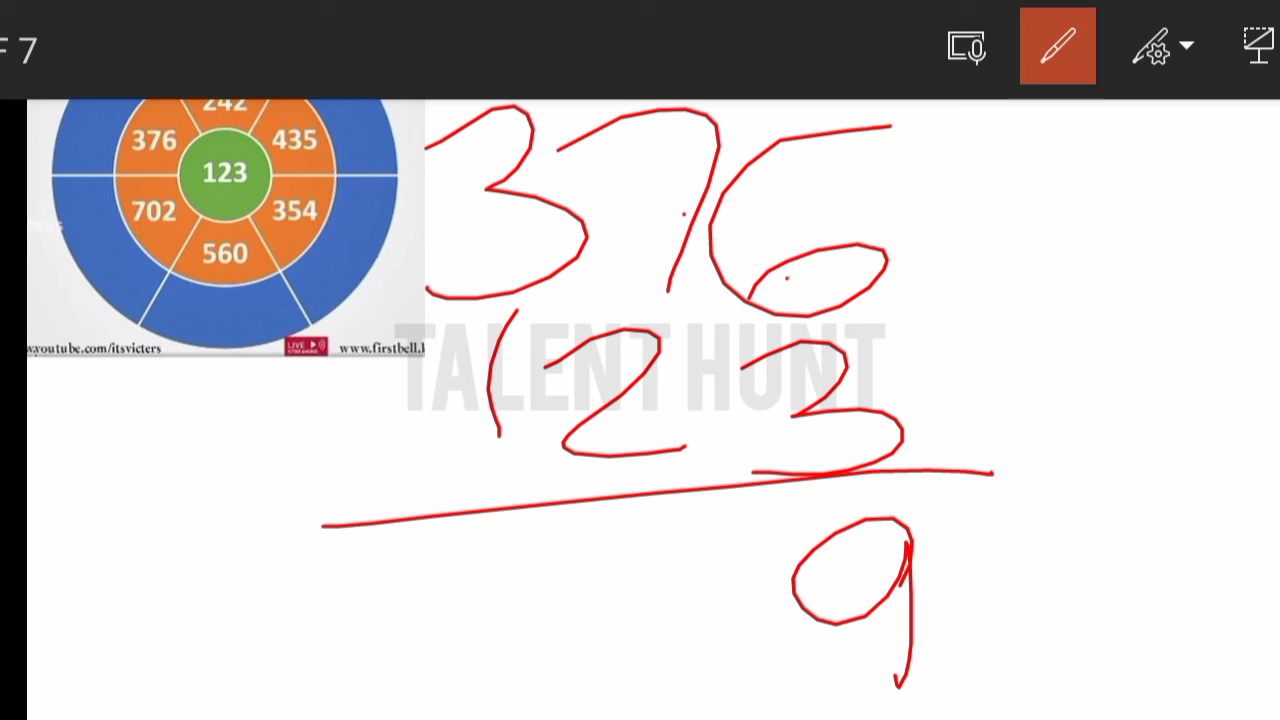 F 7
242
376 435
123
702 354
560
w.youtube.com/itsvicters LIVE STREAMING www.firstbell.k
376
123
9
TALENT HUNT